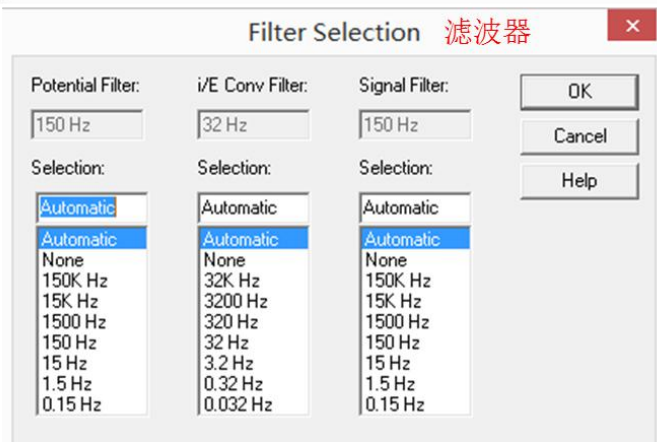 Filter Selection 滤波器
Potential Filter:
150 Hz
Selection:
Automatic
Automatic
None
150K Hz
15K Hz
1500 Hz
150 Hz
15 Hz
1.5 Hz
0.15 Hz
i/E Conv Filter:
32 Hz
Selection:
Automatic
Automatic
None
32K Hz
3200 Hz
320 Hz
32 Hz
3.2 Hz
0.32 Hz
0.032 Hz
Signal Filter:
150 Hz
Selection:
Automatic
Automatic
None
150K Hz
15K Hz
1500 Hz
150 Hz
15 Hz
1.5 Hz
0.15 Hz
OK
Cancel
Help